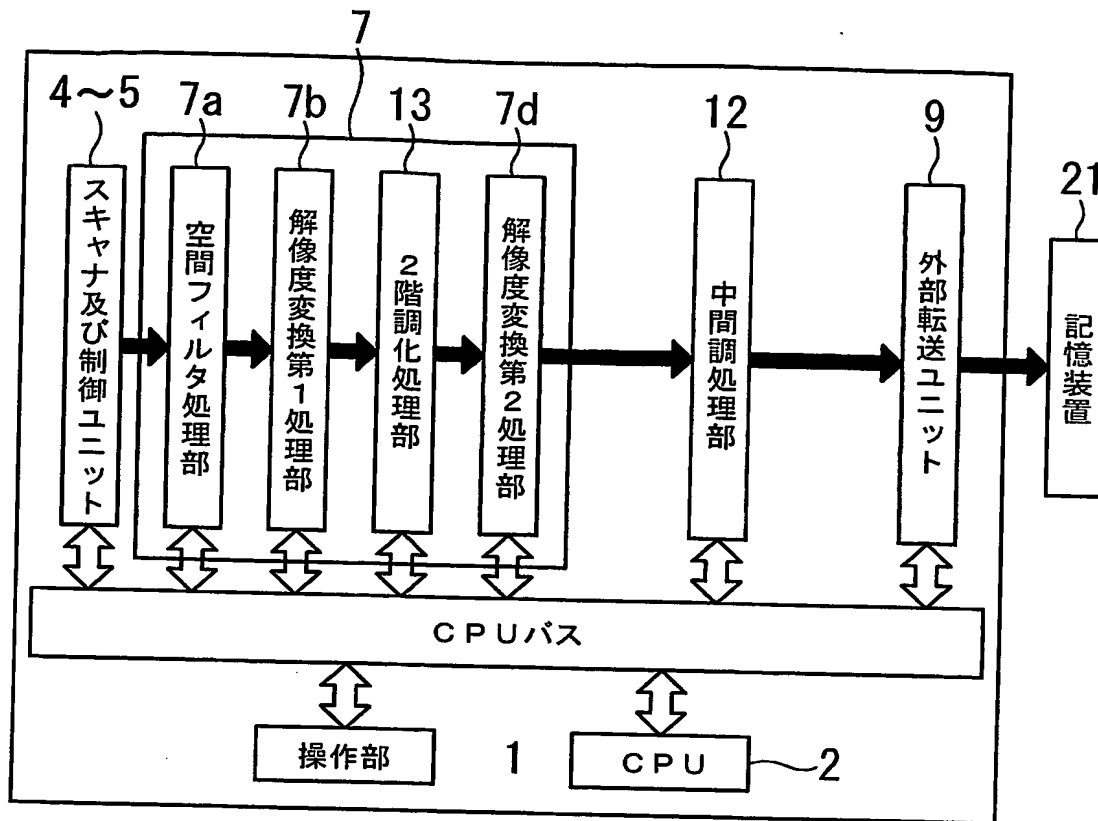 7
4〜5
7a
7b
13
7d
12
9
21
スキャナ及び制御ユニット
空間フィルタ処理部
解像度変換第1処理部
2階調化処理部
解像度変換第2処理部
中間調処理部
外部転送ユニット
記憶装置
CPUバス
操作部
1
CPU
2